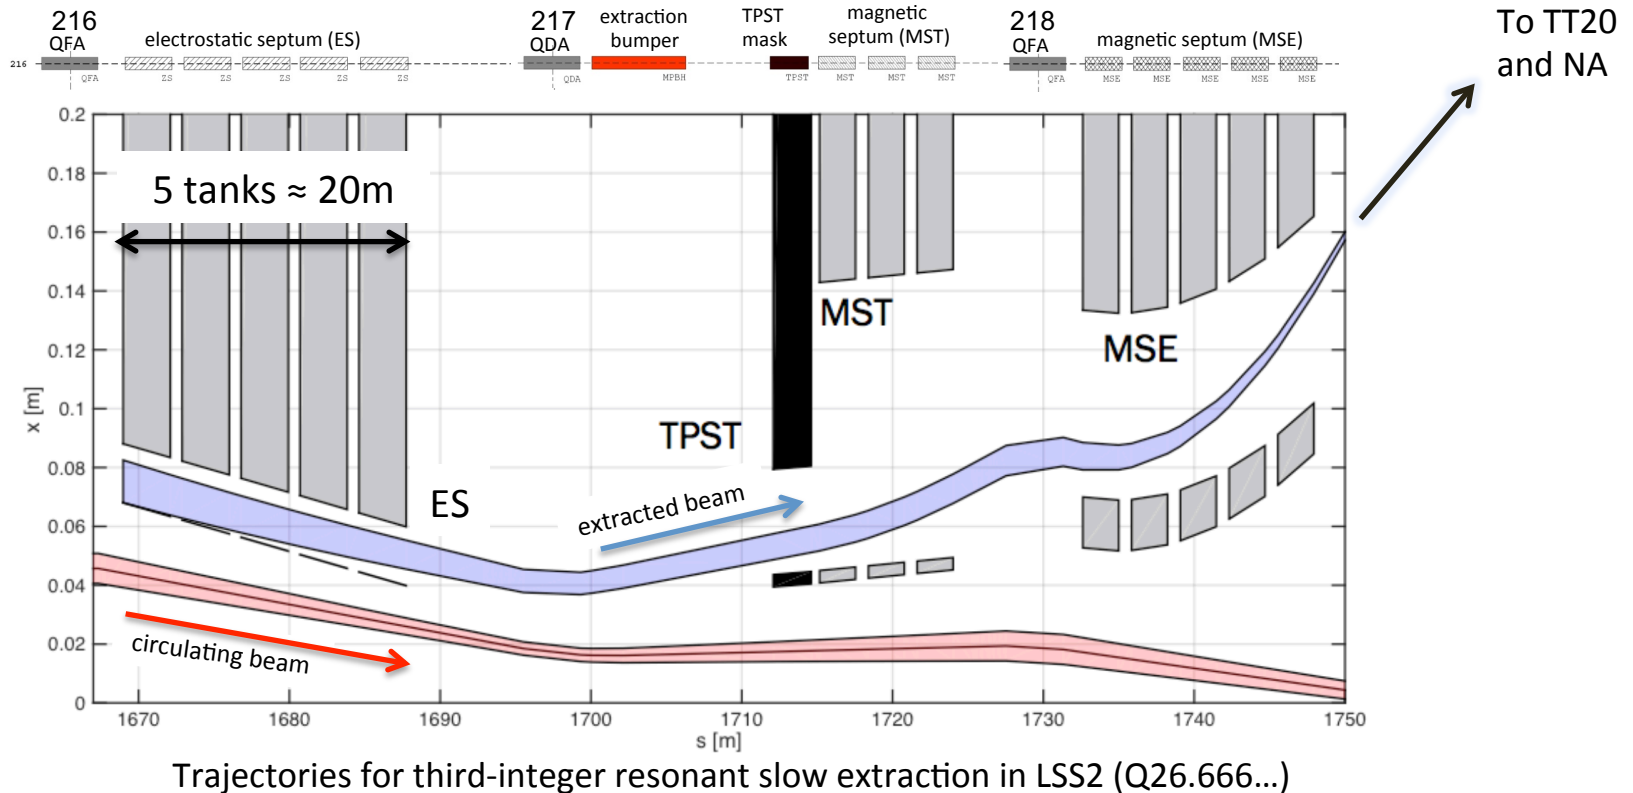 216
QFA
electrostatic septum (ES)
217
QDA
extraction
bumper
TPST
mask
magnetic
septum (MST)
218
QFA
magnetic septum (MSE)
To TT20
and NA
216
QFA
ZS
ZS
ZS
ZS
ZS
QDA
MPBH
TPST
MST
MST
MST
QFA
MSE
MSE
MSE
MSE
MSE
0.2
0.18
0.16
0.14
0.12
0.1
0.08
0.06
0.04
0.02
0
x [m]
5 tanks ≈ 20m
MST
MSE
TPST
ES
extracted beam
circulating beam
1670
1680
1690
1700
1710
1720
1730
1740
1750
s [m]
Trajectories for third-integer resonant slow extraction in LSS2 (Q26.666...)